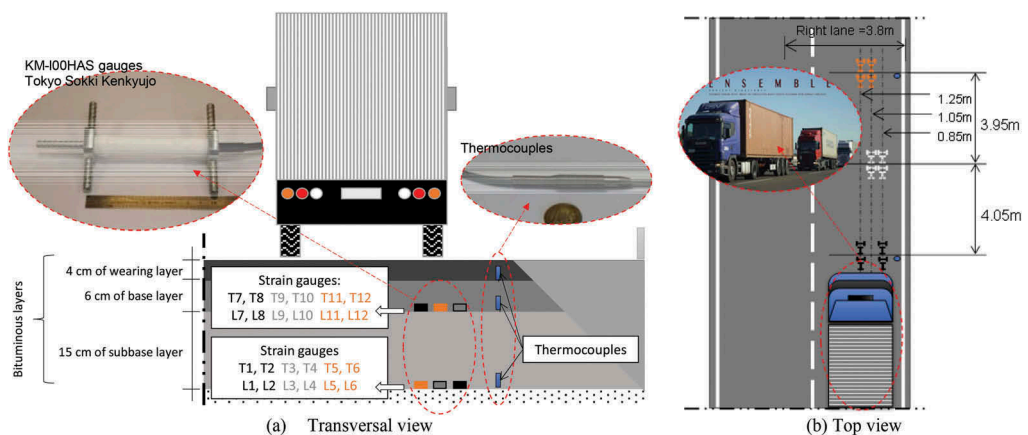 KM-I00HAS gauges
Tokyo Sokki Kenkyujo
Thermocouples
Bituminous layers
4 cm of wearing layer
6 cm of base layer
15 cm of subbase layer
Strain gauges:
T7, T8 T9, T10 T11, T12
L7, L8 L9, L10 L11, L12
Strain gauges
T1, T2 T3, T4 T5, T6
L1, L2 L3, L4 L5, L6
Thermocouples
(a) Transversal view
Right lane =3.8m
ENSEMBLE
1.25m
1.05m
0.85m
3.95m
4.05m
(b) Top view